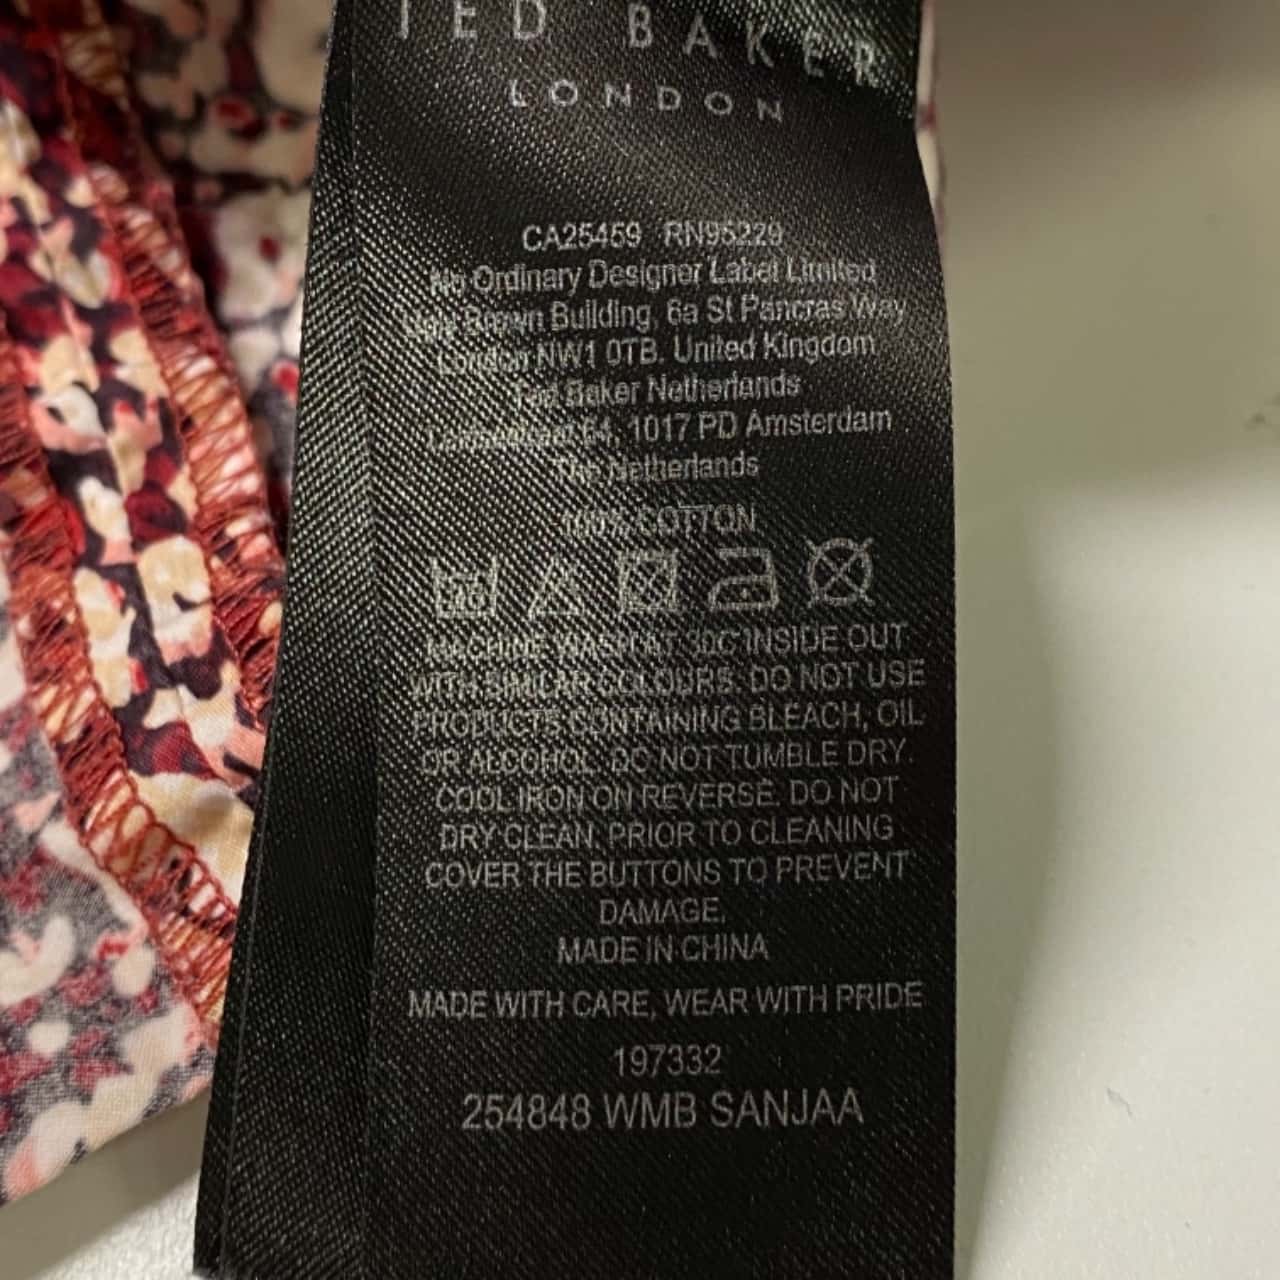 TED BAKER
LONDON
CA25459 RN95229
No Ordinary Designer Label Limited
Brown Building, 6a St Pancras Way
London NW1 0TB. United Kingdom
Ted Baker Netherlands
64, 1017 PD Amsterdam
The Netherlands
100% COTTON
30
MACHINE WASH AT 30C INSIDE OUT
WITH SIMILAR COLOURS. DO NOT USE
PRODUCTS CONTAINING BLEACH, OIL
OR ALCOHOL. DO NOT TUMBLE DRY.
COOL IRON ON REVERSE. DO NOT
DRY CLEAN. PRIOR TO CLEANING
COVER THE BUTTONS TO PREVENT
DAMAGE.
MADE IN CHINA
MADE WITH CARE, WEAR WITH PRIDE
197332
254848 WMB SANJAA